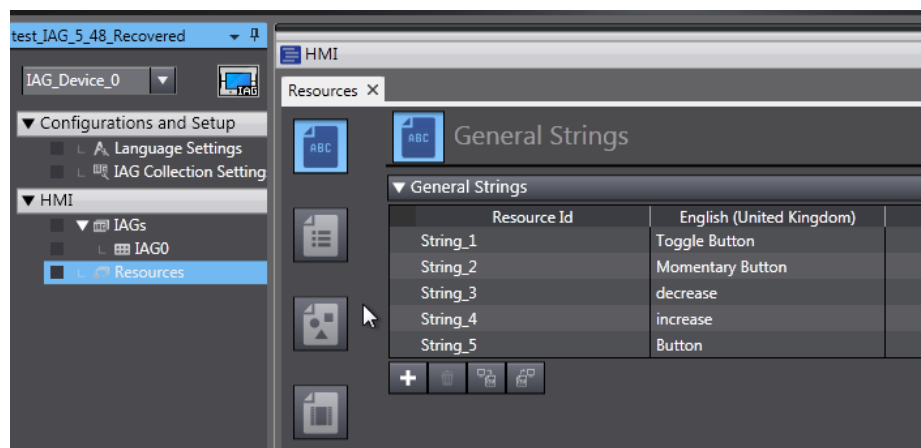 test_IAG_5_48_Recovered
IAG_Device_0
IAG
Configurations and Setup
Language Settings
IAG Collection Setting
HMI
IAGs
IAG0
Resources
HMI
Resources
ABC
ABC
General Strings
General Strings
Resource Id English (United Kingdom)
String_1 Toggle Button
String_2 Momentary Button
String_3 decrease
String_4 increase
String_5 Button